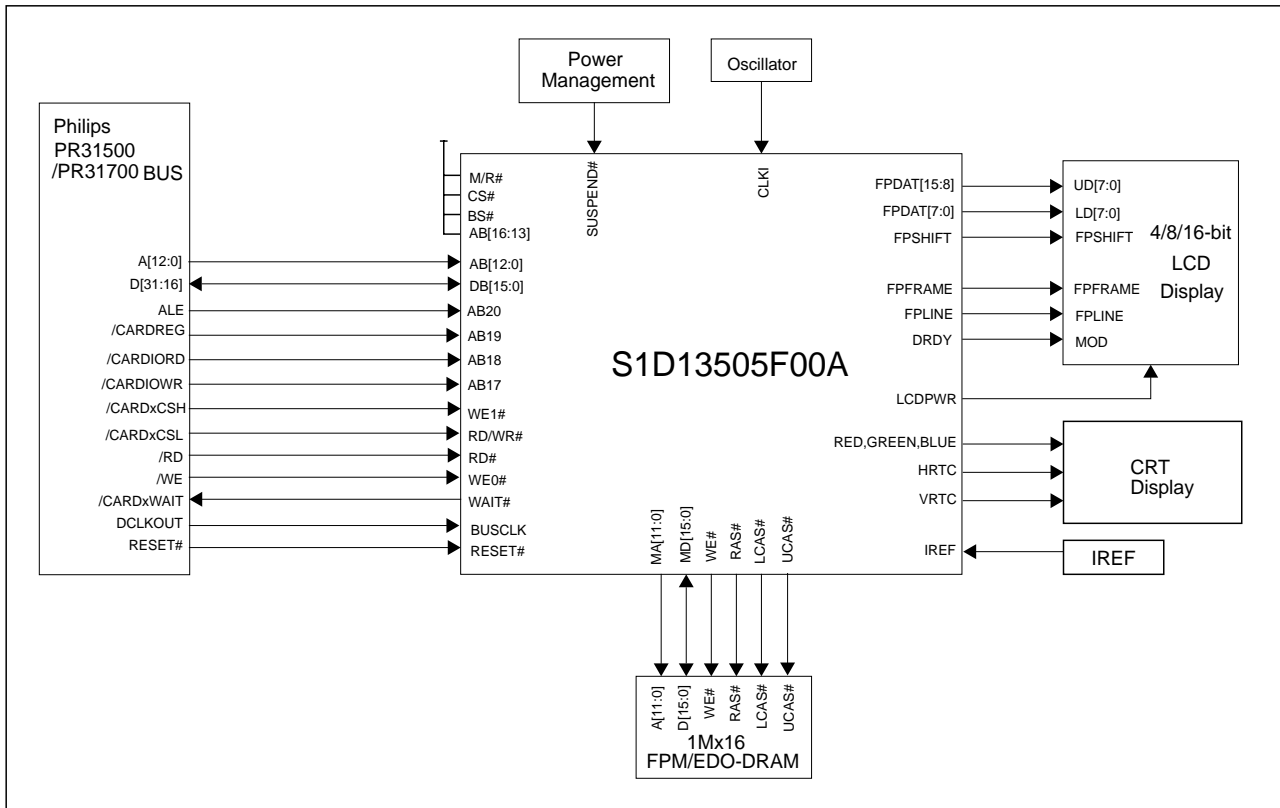 Power
Management
Oscillator
Philips
PR31500
/PR31700 BUS
M/R#
CS#
BS#
AB[16:13]
SUSPEND#
CLKI
A[12:0]
D[31:16]
ALE
/CARDREG
/CARDIORD
/CARDIOWR
/CARDxCSH
/CARDxCSL
/RD
/WE
/CARDxWAIT
DCLKOUT
RESET#
AB[12:0]
DB[15:0]
AB20
AB19
AB18
AB17
WE1#
RD/WR#
RD#
WE0#
WAIT#
BUSCLK
RESET#
S1D13505F00A
FPDAT[15:8]
FPDAT[7:0]
FPSHIFT
FPFRAME
FPLINE
DRDY
LCDPWR
RED,GREEN,BLUE
HRTC
VRTC
IREF
UD[7:0]
LD[7:0]
FPSHIFT
FPFRAME
FPLINE
MOD
4/8/16-bit
LCD
Display
CRT
Display
IREF
MA[11:0]
MD[15:0]
WE#
RAS#
LCAS#
UCAS#
A[11:0]
D[15:0]
WE#
RAS#
LCAS#
UCAS#
1Mx16
FPM/EDO-DRAM